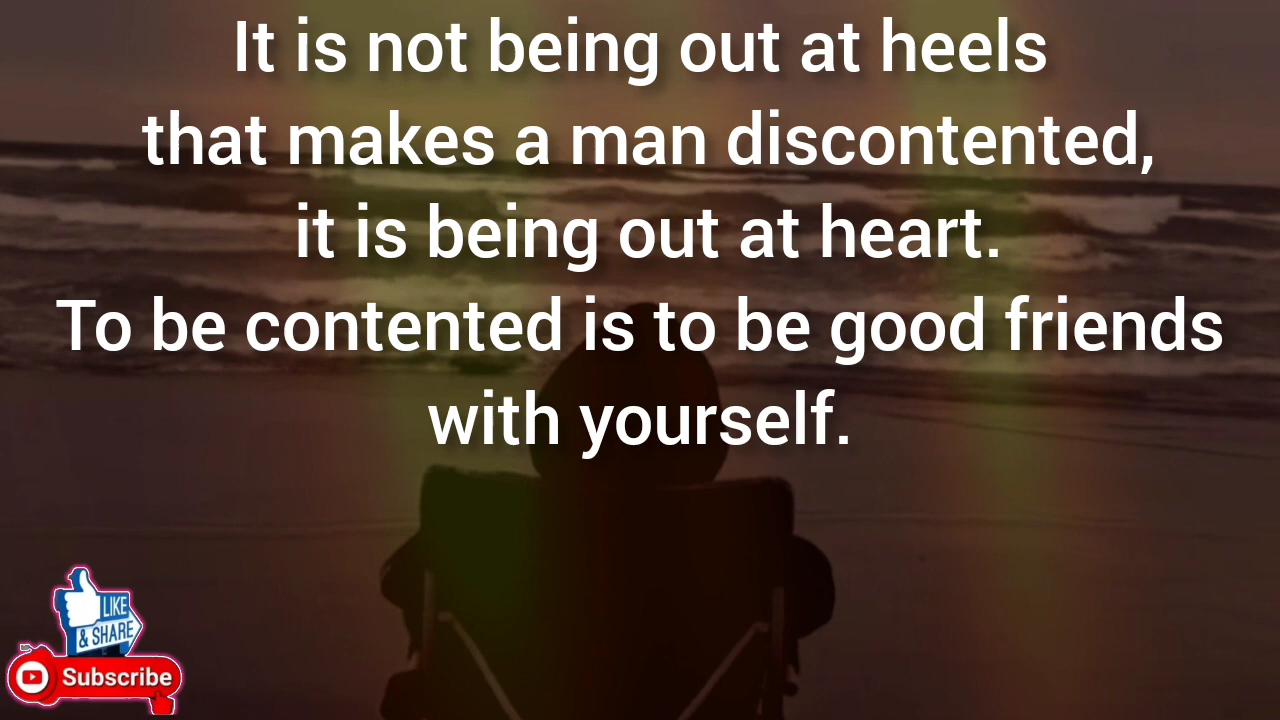 It is not being out at heels
that makes a man discontented,
it is being out at heart.
To be contented is to be good friends
with yourself.
LIKE
& SHARE
Subscribe